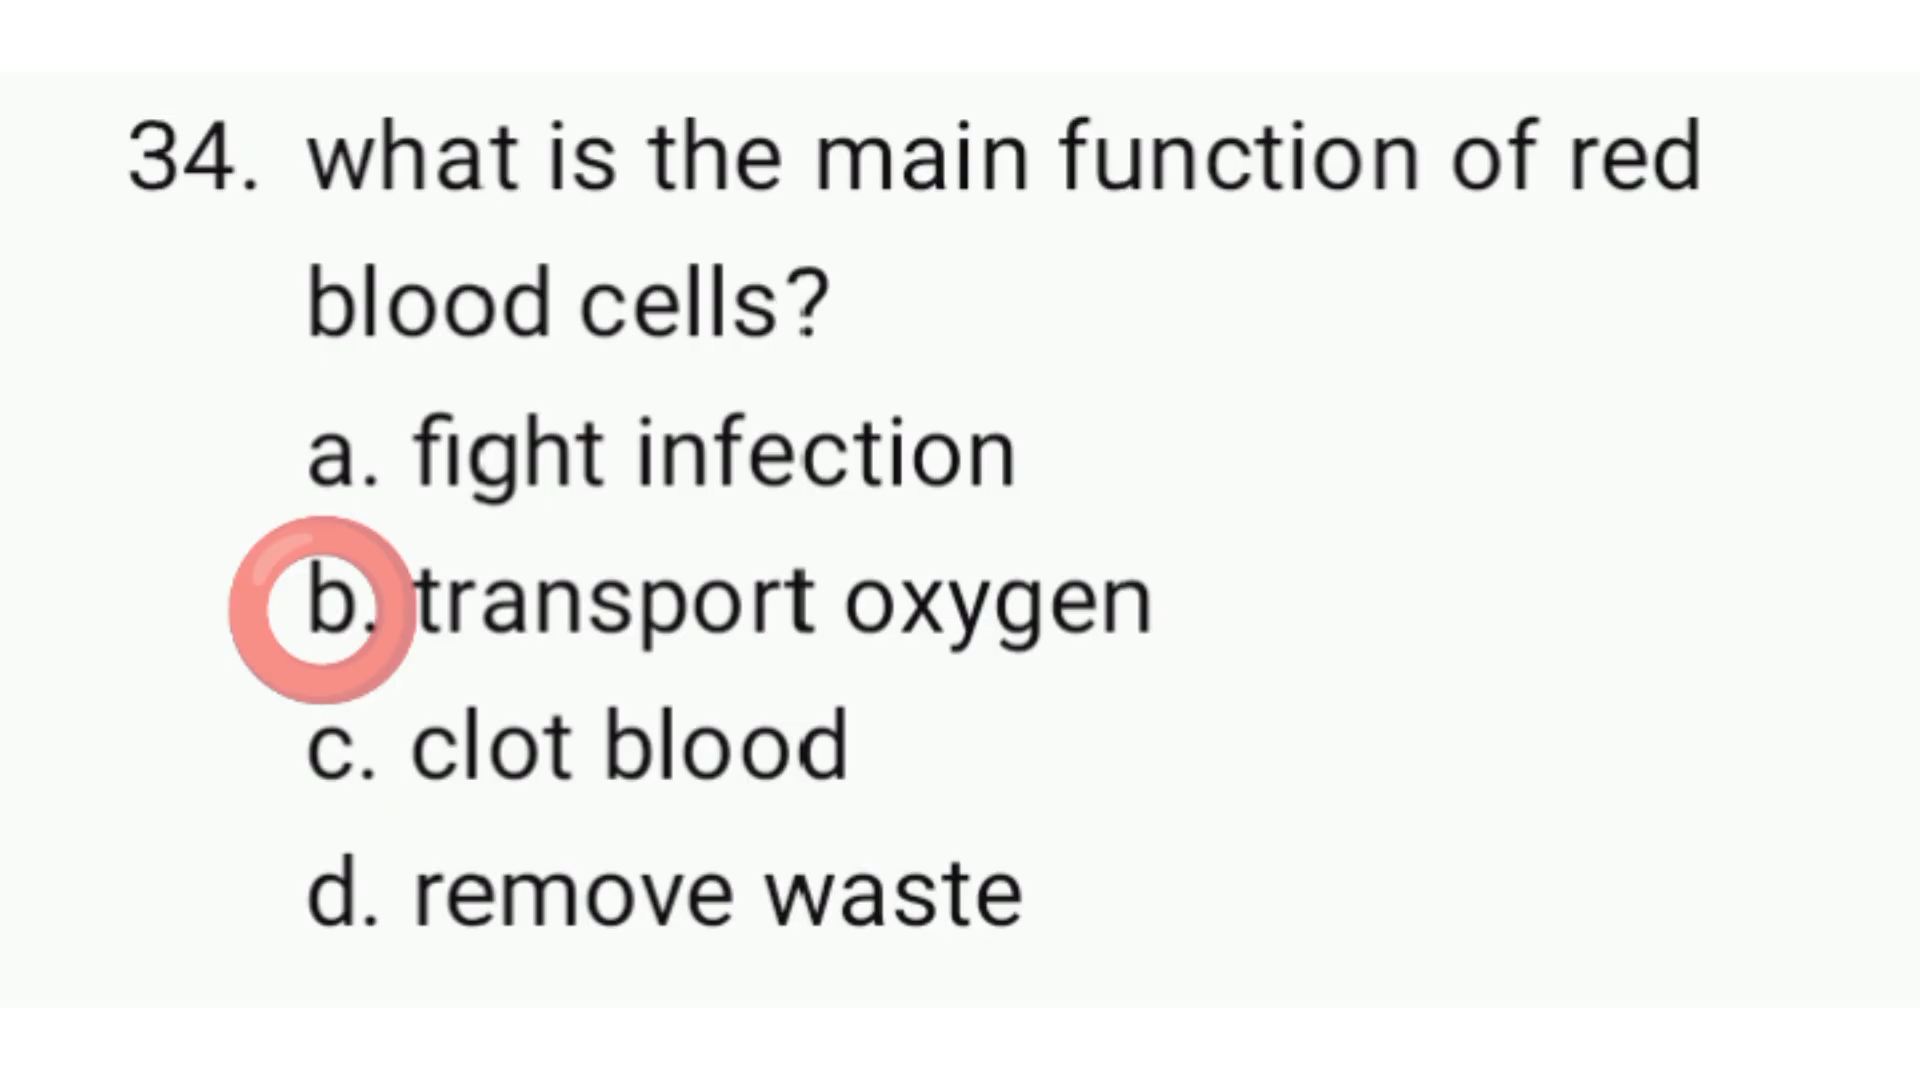 34. what is the main function of red
blood cells?
a. fight infection
b. transport oxygen
c. clot blood
d. remove waste